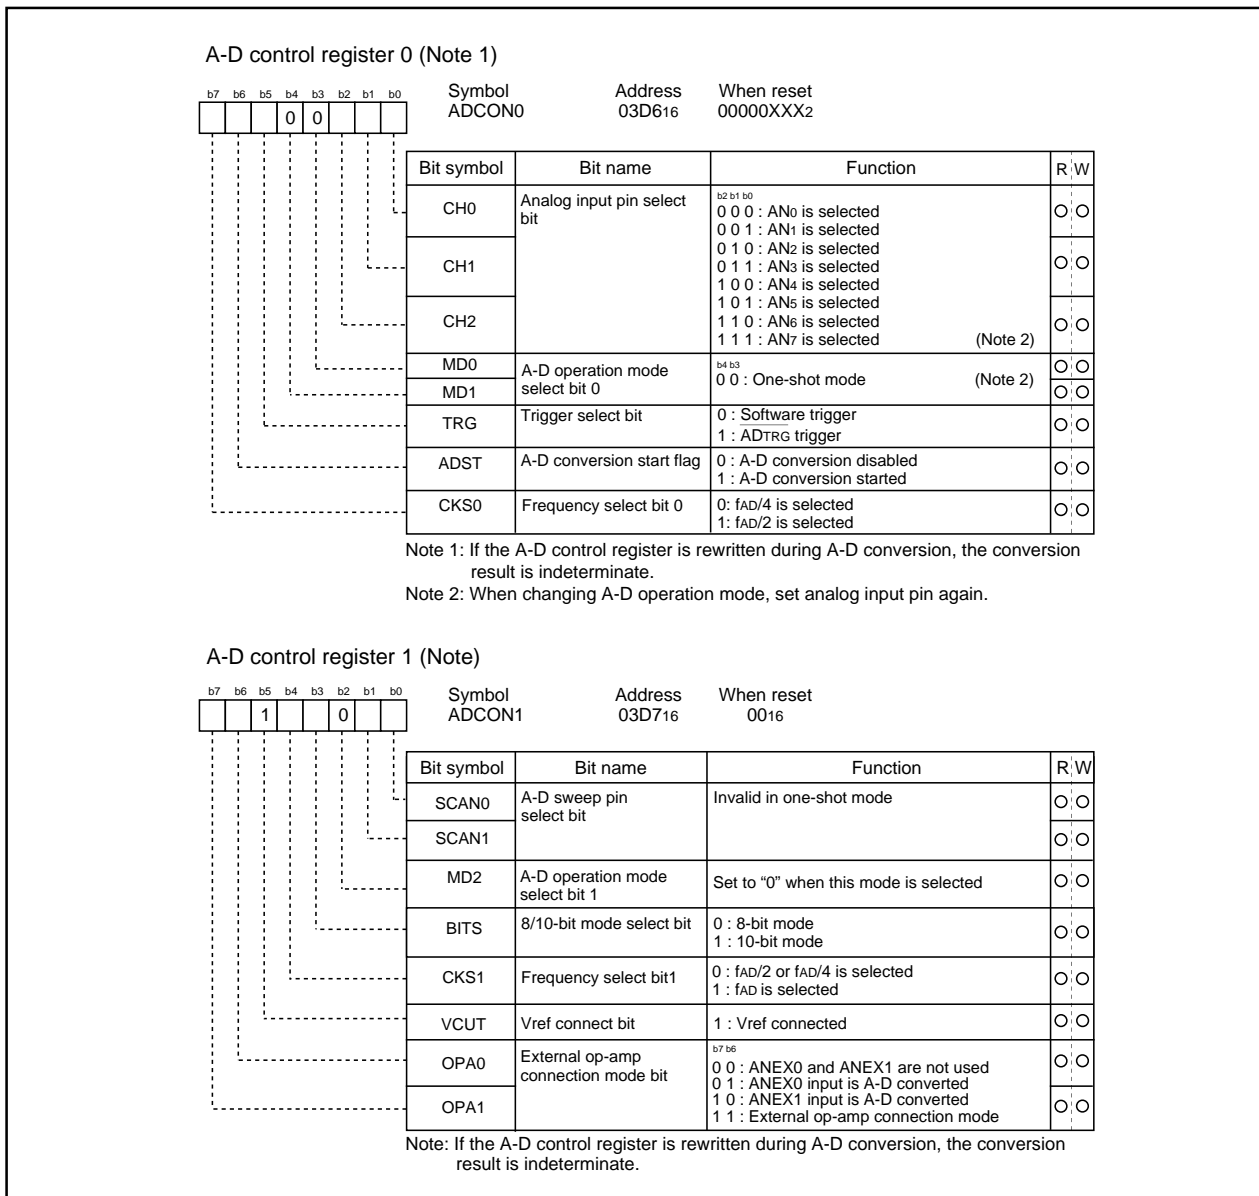 A-D control register 0 (Note 1)
b7 b6 b5 b4 b3 b2 b1 b0
0 0
Symbol Address When reset
ADCON0 03D616 00000XXX2
Bit symbol Bit name Function R W
CH0 Analog input pin select
bit
b2 b1 b0
0 0 0 : AN0 is selected
0 0 1 : AN1 is selected
0 1 0 : AN2 is selected
CH1 0 1 1 : AN3 is selected
1 0 0 : AN4 is selected
1 0 1 : AN5 is selected
CH2 1 1 0 : AN6 is selected
1 1 1 : AN7 is selected (Note 2)
MD0 A-D operation mode
select bit 0
b4 b3
0 0 : One-shot mode (Note 2)
MD1
TRG Trigger select bit 0 : Software trigger
1 : ADTRG trigger
ADST A-D conversion start flag 0 : A-D conversion disabled
1 : A-D conversion started
CKS0 Frequency select bit 0 0: fAD/4 is selected
1: fAD/2 is selected
Note 1: If the A-D control register is rewritten during A-D conversion, the conversion
result is indeterminate.
Note 2: When changing A-D operation mode, set analog input pin again.
A-D control register 1 (Note)
b7 b6 b5 b4 b3 b2 b1 b0
1 0
Symbol Address When reset
ADCON1 03D716 0016
Bit symbol Bit name Function R W
SCAN0 A-D sweep pin
select bit
Invalid in one-shot mode
SCAN1
MD2 A-D operation mode
select bit 1
Set to “0” when this mode is selected
BITS 8/10-bit mode select bit 0 : 8-bit mode
1 : 10-bit mode
CKS1 Frequency select bit1 0 : fAD/2 or fAD/4 is selected
1 : fAD is selected
VCUT Vref connect bit 1 : Vref connected
OPA0 External op-amp
connection mode bit
b7 b6
0 0 : ANEX0 and ANEX1 are not used
0 1 : ANEX0 input is A-D converted
1 0 : ANEX1 input is A-D converted
OPA1 1 1 : External op-amp connection mode
Note: If the A-D control register is rewritten during A-D conversion, the conversion
result is indeterminate.